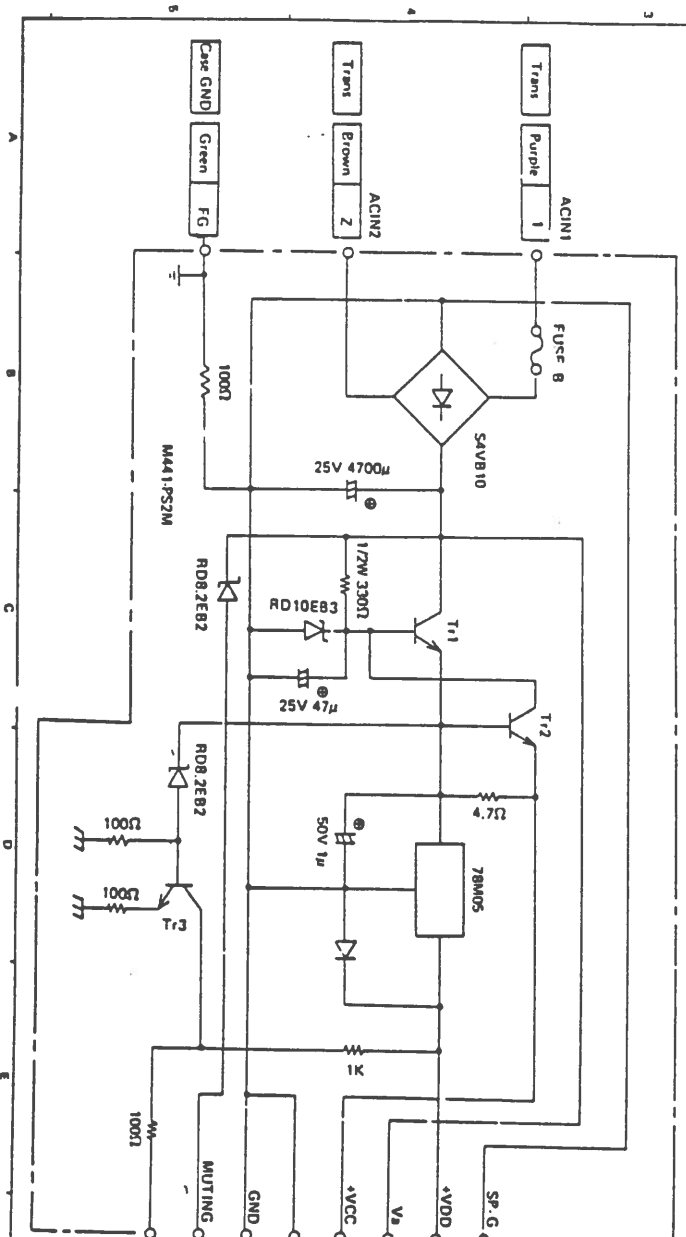 3
4
5
A
B
C
D
E
Trans Purple 1
ACIN1
Trans Brown 2
ACIN2
Case GND Green FG
FUSE B
S4VB10
100Ω
M441-PS2M
25V 4700μ
⊕
RD8.2EB2
1/2W 330Ω
RD10EB3
Tr1
25V 47μ
⊕
Tr2
RD8.2EB2
4.7Ω
50V 1μ
⊕
78M05
100Ω
100Ω
Tr3
1K
100Ω
SP.G
+VDD
Va
+VCC
GND
MUTING